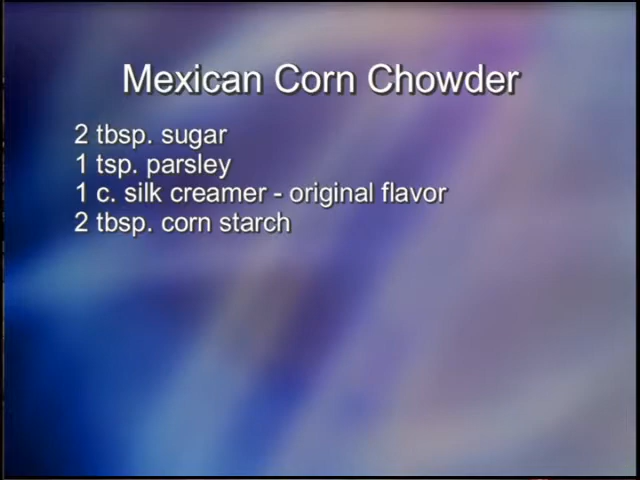 Mexican Corn Chowder
2 tbsp. sugar
1 tsp. parsley
1 c. silk creamer - original flavor
2 tbsp. corn starch